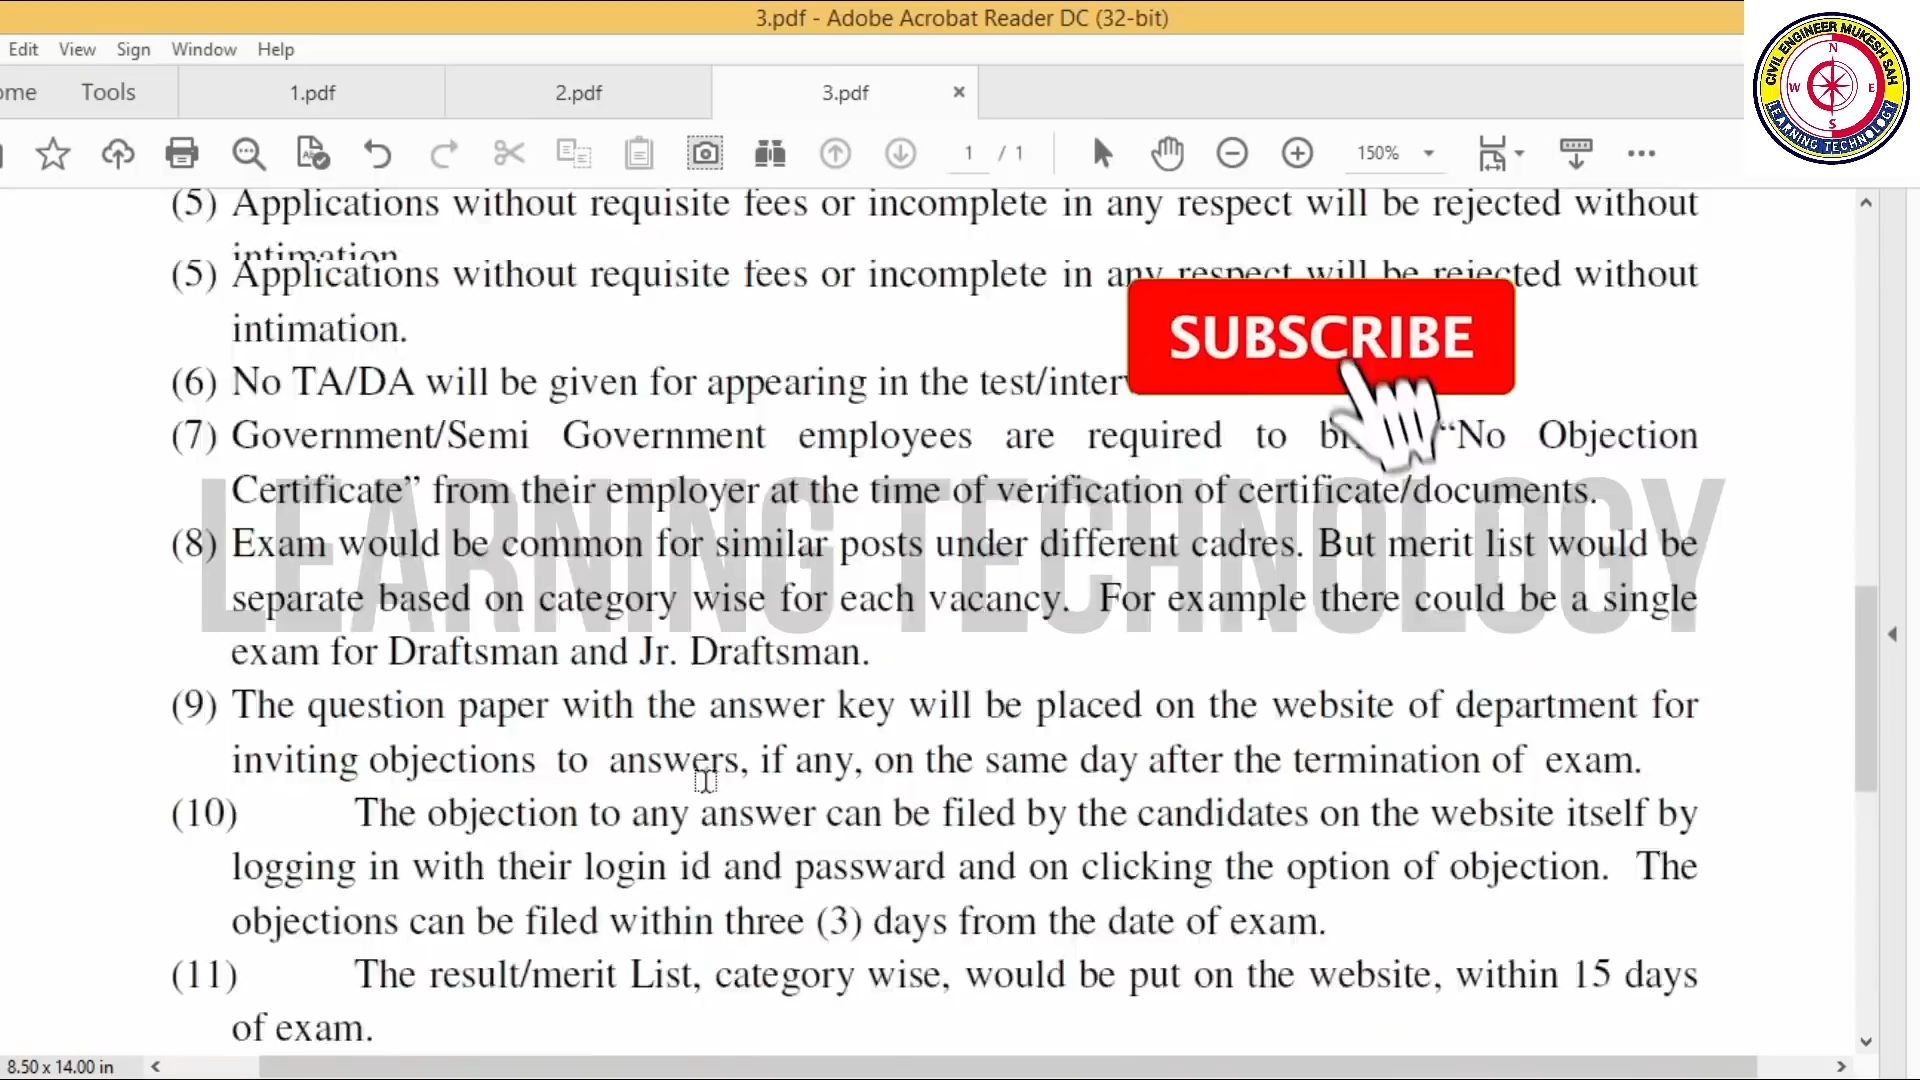 3.pdf - Adobe Acrobat Reader DC (32-bit)
Edit View Sign Window Help
ome Tools 1.pdf 2.pdf 3.pdf ×
1 / 1 150%
CIVIL ENGINEER MUKESH SAH
N
W E
S
LEARNING TECHNOLOGY
(5) Applications without requisite fees or incomplete in any respect will be rejected without
intimation
(5) Applications without requisite fees or incomplete in any respect will be rejected without
intimation.
SUBSCRIBE
(6) No TA/DA will be given for appearing in the test/inter
(7) Government/Semi Government employees are required to “No Objection
Certificate” from their employer at the time of verification of certificate/documents.
LEARNING TECHNOLOGY
(8) Exam would be common for similar posts under different cadres. But merit list would be
separate based on category wise for each vacancy. For example there could be a single
exam for Draftsman and Jr. Draftsman.
(9) The question paper with the answer key will be placed on the website of department for
inviting objections to answers, if any, on the same day after the termination of exam.
(10) The objection to any answer can be filed by the candidates on the website itself by
logging in with their login id and passward and on clicking the option of objection. The
objections can be filed within three (3) days from the date of exam.
(11) The result/merit List, category wise, would be put on the website, within 15 days
of exam.
8.50 x 14.00 in